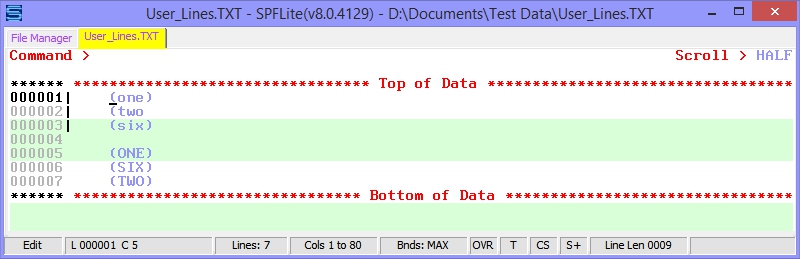 User_Lines.TXT - SPFLite(v8.0.4129) - D:\Documents\Test Data\User_Lines.TXT
File Manager User_Lines.TXT
Command > Scroll > HALF
****** ********************************** Top of Data ***********************************
000001| (one)
000002| (two
000003| (six)
000004
000005 (ONE)
000006 (SIX)
000007 (TWO)
****** ********************************* Bottom of Data *********************************
Edit L 000001 C 5 Lines: 7 Cols 1 to 80 Bnds: MAX OVR T CS S+ Line Len 0009